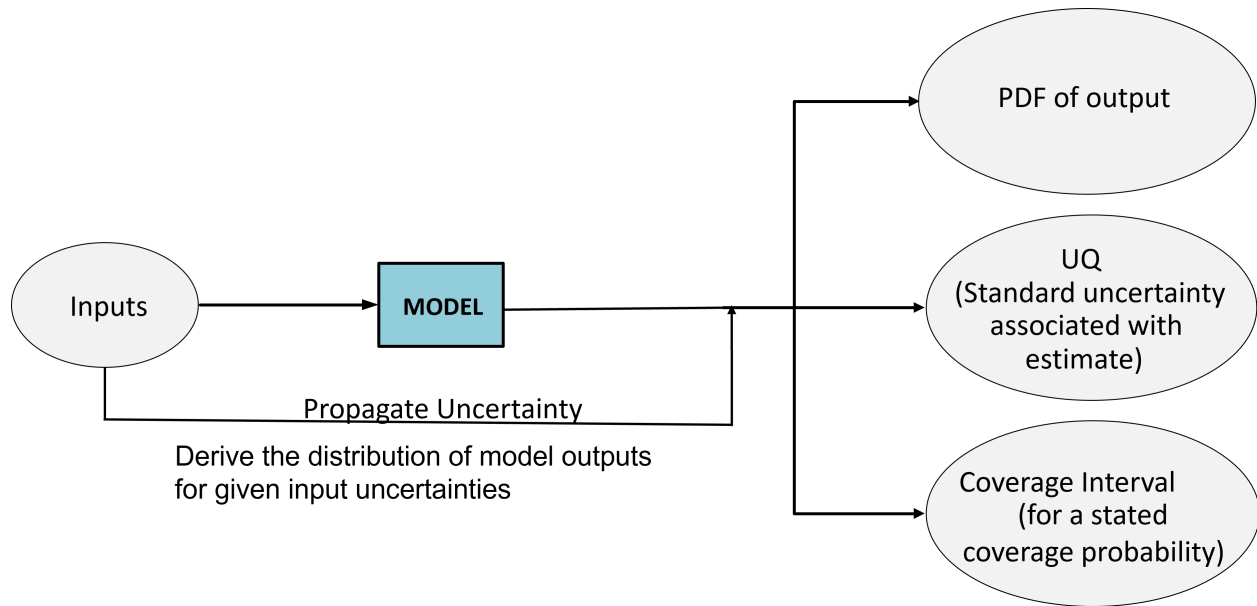 PDF of output
UQ
(Standard uncertainty
associated with
estimate)
Inputs
MODEL
Propagate Uncertainty
Derive the distribution of model outputs
for given input uncertainties
Coverage Interval
(for a stated
coverage probability)